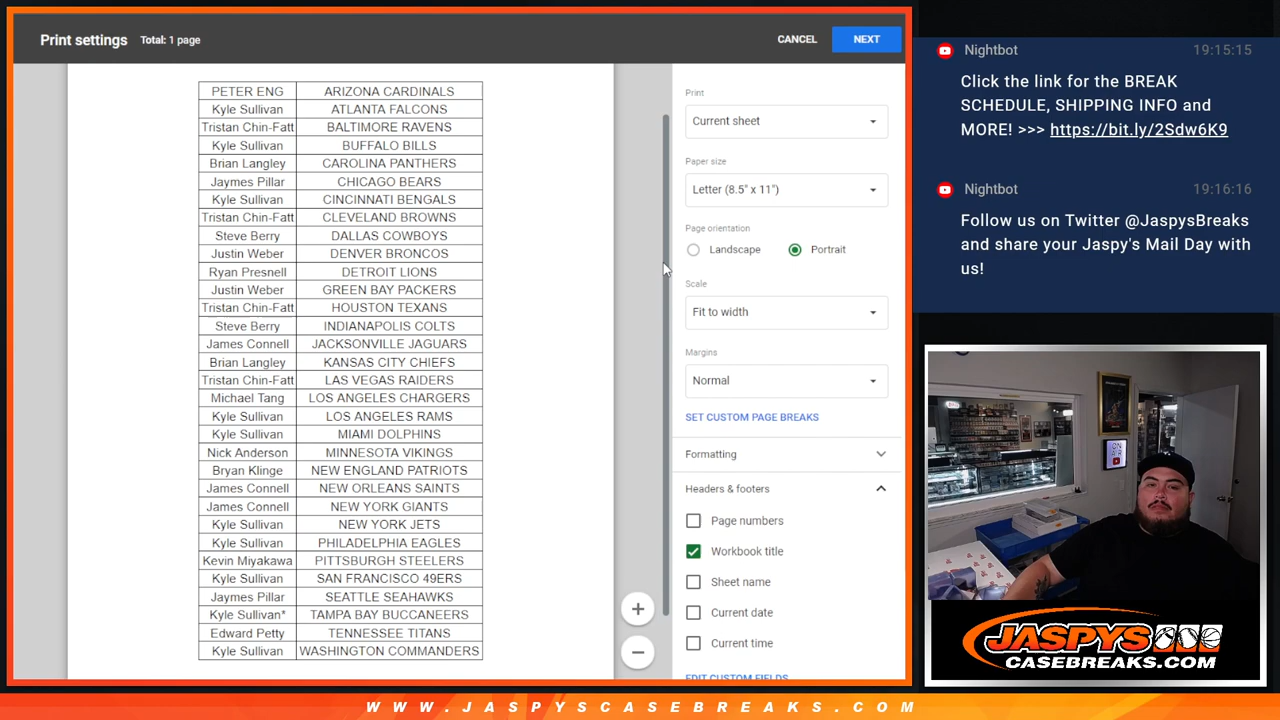 Print settings
Total: 1 page
CANCEL
NEXT
PETER ENG ARIZONA CARDINALS
Kyle Sullivan ATLANTA FALCONS
Tristan Chin-Fatt BALTIMORE RAVENS
Kyle Sullivan BUFFALO BILLS
Brian Langley CAROLINA PANTHERS
Jaymes Pillar CHICAGO BEARS
Kyle Sullivan CINCINNATI BENGALS
Tristan Chin-Fatt CLEVELAND BROWNS
Steve Berry DALLAS COWBOYS
Justin Weber DENVER BRONCOS
Ryan Presnell DETROIT LIONS
Justin Weber GREEN BAY PACKERS
Tristan Chin-Fatt HOUSTON TEXANS
Steve Berry INDIANAPOLIS COLTS
James Connell JACKSONVILLE JAGUARS
Brian Langley KANSAS CITY CHIEFS
Tristan Chin-Fatt LAS VEGAS RAIDERS
Michael Tang LOS ANGELES CHARGERS
Kyle Sullivan LOS ANGELES RAMS
Kyle Sullivan MIAMI DOLPHINS
Nick Anderson MINNESOTA VIKINGS
Bryan Klinge NEW ENGLAND PATRIOTS
James Connell NEW ORLEANS SAINTS
James Connell NEW YORK GIANTS
Kyle Sullivan NEW YORK JETS
Kyle Sullivan PHILADELPHIA EAGLES
Kevin Miyakawa PITTSBURGH STEELERS
Kyle Sullivan SAN FRANCISCO 49ERS
Jaymes Pillar SEATTLE SEAHAWKS
Kyle Sullivan* TAMPA BAY BUCCANEERS
Edward Petty TENNESSEE TITANS
Kyle Sullivan WASHINGTON COMMANDERS
Print
Current sheet
Paper size
Letter (8.5" x 11")
Page orientation
Landscape
Portrait
Scale
Fit to width
Margins
Normal
SET CUSTOM PAGE BREAKS
Formatting
Headers & footers
Page numbers
Workbook title
Sheet name
Current date
Current time
EDIT CUSTOM FIELDS
Nightbot 19:15:15
Click the link for the BREAK
SCHEDULE, SHIPPING INFO and
MORE! >>> https://bit.ly/2Sdw6K9
Nightbot 19:16:16
Follow us on Twitter @JaspysBreaks
and share your Jaspy's Mail Day with
us!
JASPYS
CASEBREAKS.COM
WWW.JASPYSCASEBREAKS.COM